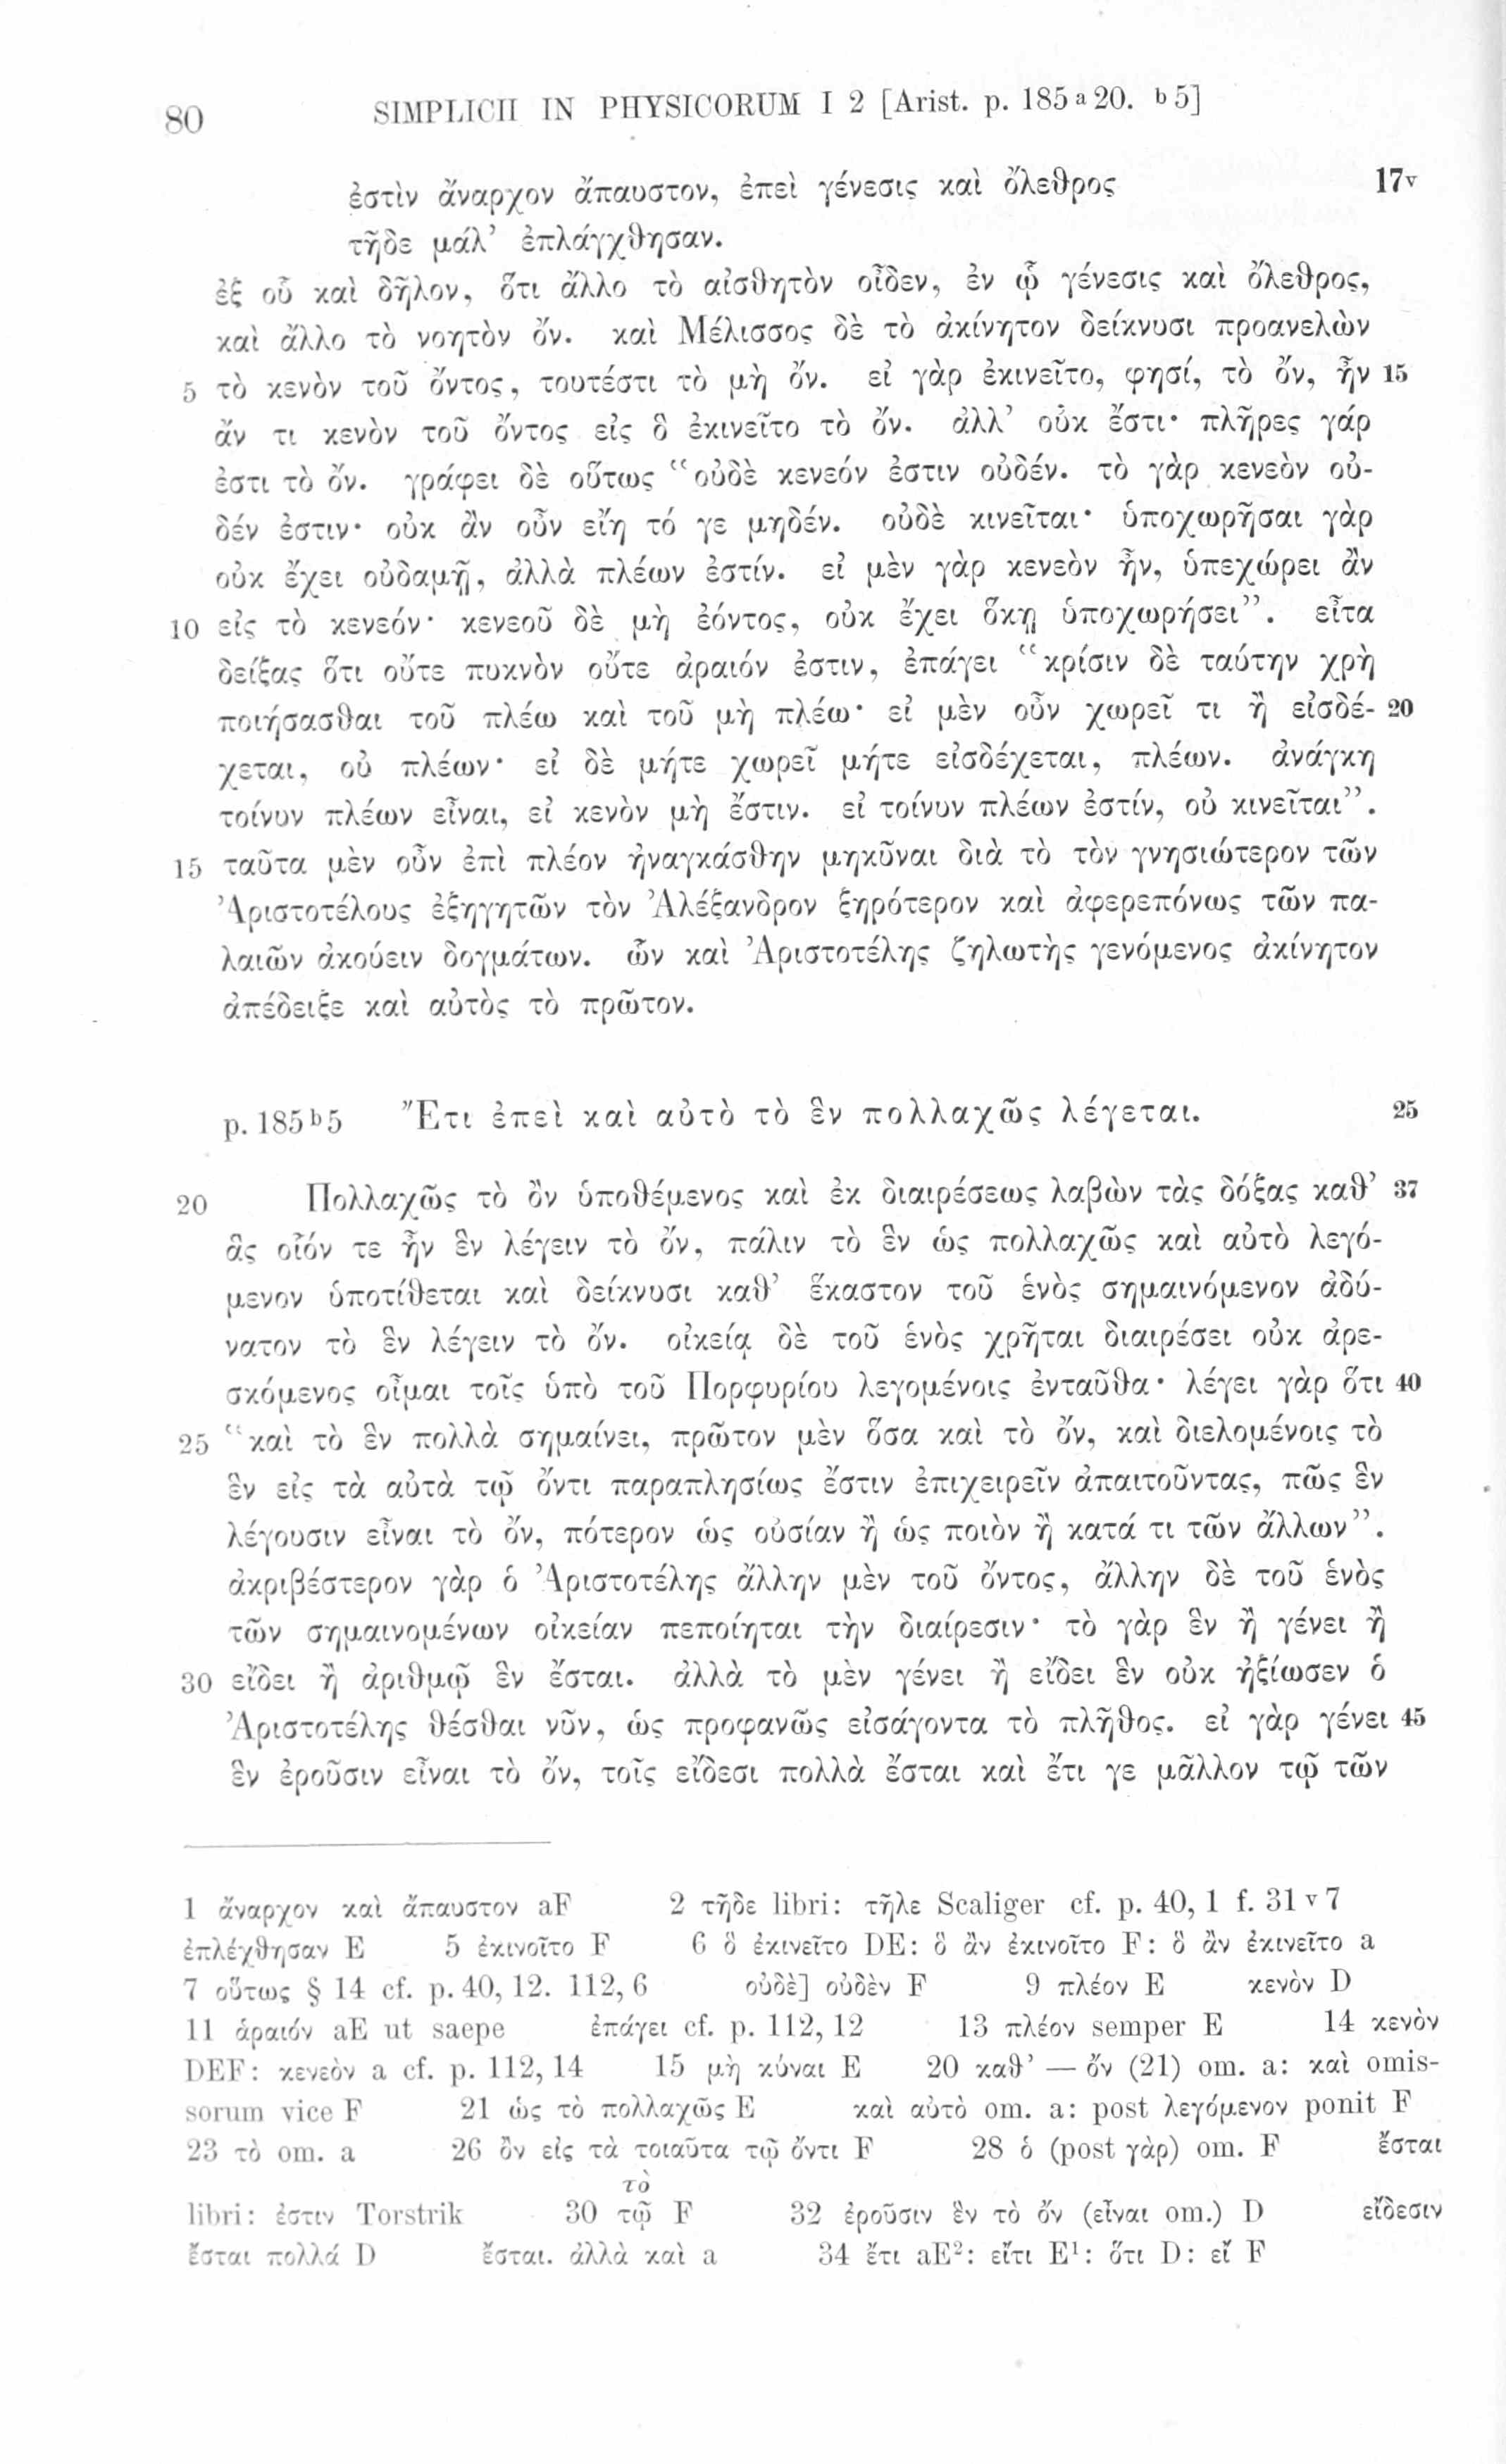 80 SIMPLICII IN PHYSICORUM I 2 [Arist. p. 185 a 20. b 5]
ἐστὶν ἄναρχον ἄπαυστον, ἐπεὶ γένεσις καὶ ὄλεθρος 17v
τῆδε μάλ’ ἐπλάγχθησαν.
ἐξ οὗ καὶ δῆλον, ὅτι ἄλλο τὸ αἰσθητὸν οἶδεν, ἐν ᾧ γένεσις καὶ ὄλεθρος,
καὶ ἄλλο τὸ νοητὸν ὄν. καὶ Μέλισσος δὲ τὸ ἀκίνητον δείκνυσι προανελὼν
5 τὸ κενὸν τοῦ ὄντος, τουτέστι τὸ μὴ ὄν. εἰ γὰρ ἐκινεῖτο, φησί, τὸ ὄν, ἦν 15
ἄν τι κενὸν τοῦ ὄντος εἰς ὃ ἐκινεῖτο τὸ ὄν. ἀλλ’ οὐκ ἔστι· πλῆρες γάρ
ἐστι τὸ ὄν. γράφει δὲ οὕτως “οὐδὲ κενεόν ἐστιν οὐδέν. τὸ γὰρ κενεὸν οὐ-
δέν ἐστιν· οὐκ ἂν οὖν εἴη τό γε μηδέν. οὐδὲ κινεῖται· ὑποχωρῆσαι γὰρ
οὐκ ἔχει οὐδαμῇ, ἀλλὰ πλέων ἐστίν. εἰ μὲν γὰρ κενεὸν ἦν, ὑπεχώρει ἂν
10 εἰς τὸ κενεόν· κενεοῦ δὲ μὴ ἐόντος, οὐκ ἔχει ὅκῃ ὑποχωρήσει”. εἶτα
δείξας ὅτι οὔτε πυκνὸν οὔτε ἀραιόν ἐστιν, ἐπάγει “κρίσιν δὲ ταύτην χρὴ
ποιήσασθαι τοῦ πλέω καὶ τοῦ μὴ πλέω· εἰ μὲν οὖν χωρεῖ τι ἢ εἰσδέ- 20
χεται, οὐ πλέων· εἰ δὲ μήτε χωρεῖ μήτε εἰσδέχεται, πλέων. ἀνάγκη
τοίνυν πλέων εἶναι, εἰ κενὸν μὴ ἔστιν. εἰ τοίνυν πλέων ἐστίν, οὐ κινεῖται”.
15 ταῦτα μὲν οὖν ἐπὶ πλέον ἠναγκάσθην μηκῦναι διὰ τὸ τὸν γνησιώτερον τῶν
Ἀριστοτέλους ἐξηγητῶν τὸν Ἀλέξανδρον ξηρότερον καὶ ἀφερεπόνως τῶν πα-
λαιῶν ἀκούειν δογμάτων. ὧν καὶ Ἀριστοτέλης ζηλωτὴς γενόμενος ἀκίνητον
ἀπέδειξε καὶ αὐτὸς τὸ πρῶτον.
p. 185 b 5 Ἔτι ἐπεὶ καὶ αὐτὸ τὸ ἓν πολλαχῶς λέγεται. 25
20 Πολλαχῶς τὸ ὂν ὑποθέμενος καὶ ἐκ διαιρέσεως λαβὼν τὰς δόξας καθ’ 37
ἃς οἷόν τε ἦν ἓν λέγειν τὸ ὄν, πάλιν τὸ ἓν ὡς πολλαχῶς καὶ αὐτὸ λεγό-
μενον ὑποτίθεται καὶ δείκνυσι καθ’ ἕκαστον τοῦ ἑνὸς σημαινόμενον ἀδύ-
νατον τὸ ἓν λέγειν τὸ ὄν. οἰκείᾳ δὲ τοῦ ἑνὸς χρῆται διαιρέσει οὐκ ἀρε-
σκόμενος οἶμαι τοῖς ὑπὸ τοῦ Πορφυρίου λεγομένοις ἐνταῦθα· λέγει γὰρ ὅτι 40
25 “καὶ τὸ ἓν πολλὰ σημαίνει, πρῶτον μὲν ὅσα καὶ τὸ ὄν, καὶ διελομένοις τὸ
ἓν εἰς τὰ αὐτὰ τῷ ὄντι παραπλησίως ἔστιν ἐπιχειρεῖν ἀπαιτοῦντας, πῶς ἓν
λέγουσιν εἶναι τὸ ὄν, πότερον ὡς οὐσίαν ἢ ὡς ποιὸν ἢ κατά τι τῶν ἄλλων”.
ἀκριβέστερον γὰρ ὁ Ἀριστοτέλης ἄλλην μὲν τοῦ ὄντος, ἄλλην δὲ τοῦ ἑνὸς
τῶν σημαινομένων οἰκείαν πεποίηται τὴν διαίρεσιν· τὸ γὰρ ἓν ἢ γένει ἢ
30 εἴδει ἢ ἀριθμῷ ἓν ἔσται. ἀλλὰ τὸ μὲν γένει ἢ εἴδει ἓν οὐκ ἠξίωσεν ὁ
Ἀριστοτέλης θέσθαι νῦν, ὡς προφανῶς εἰσάγοντα τὸ πλῆθος. εἰ γὰρ γένει 45
ἓν ἐροῦσιν εἶναι τὸ ὄν, τοῖς εἴδεσι πολλὰ ἔσται καὶ ἔτι γε μᾶλλον τῷ τῶν
1 ἄναρχον καὶ ἄπαυστον aF 2 τῆδε libri: τῆλε Scaliger cf. p. 40, 1 f. 31 v 7
ἐπλέχθησαν E 5 ἐκινοῖτο F 6 ὃ ἐκινεῖτο DE: ὃ ἂν ἐκινοῖτο F: ὃ ἂν ἐκινεῖτο a
7 οὕτως § 14 cf. p. 40, 12. 112, 6 οὐδὲ] οὐδὲν F 9 πλέον E κενὸν D
11 ἁραιόν aE ut saepe ἐπάγει cf. p. 112, 12 13 πλέον semper E 14 κενὸν
DEF: κενεὸν a cf. p. 112, 14 15 μὴ κύναι E 20 καθ’ — ὄν (21) om. a: καὶ omis-
sorum vice F 21 ὡς τὸ πολλαχῶς E καὶ αὐτὸ om. a: post λεγόμενον ponit F
23 τὸ om. a 26 ὂν εἰς τὰ τοιαῦτα τῷ ὄντι F 28 ὁ (post γὰρ) om. F ἔσται
τὸ
libri: ἐστιν Torstrik 30 τῷ F 32 ἐροῦσιν ἓν τὸ ὄν (εἶναι om.) D εἴδεσιν
ἔσται πολλά D ἔσται. ἀλλὰ καὶ a 34 ἔτι aE²: εἴτι E¹: ὅτι D: εἴ F